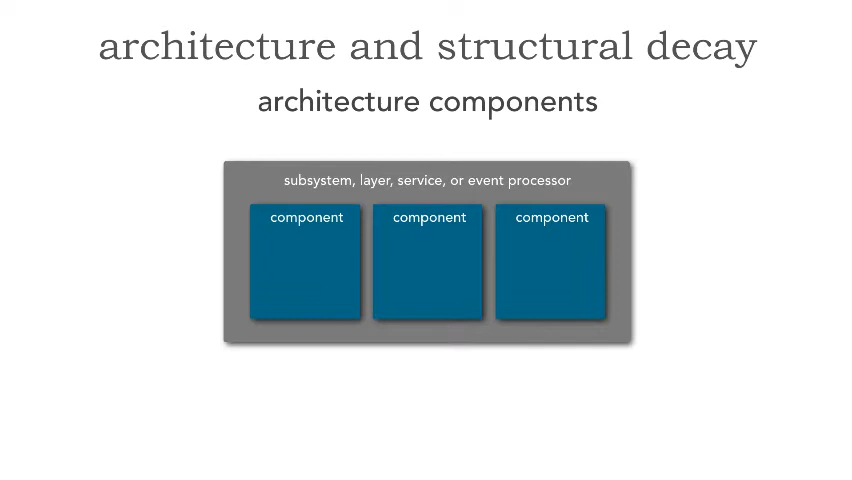 architecture and structural decay
architecture components
subsystem, layer, service, or event processor
component component component